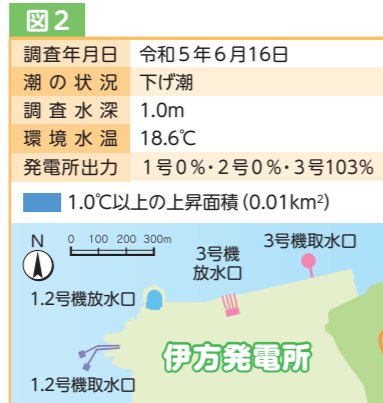 図2
調査年月日 令和5年6月16日
潮の状況 下げ潮
調査水深 1.0m
環境水温 18.6℃
発電所出力 1号0%・2号0%・3号103%
1.0℃以上の上昇面積(0.01km²)
N 0 100 200 300m
3号機取水口
3号機
放水口
1.2号機放水口
伊方発電所
1.2号機取水口